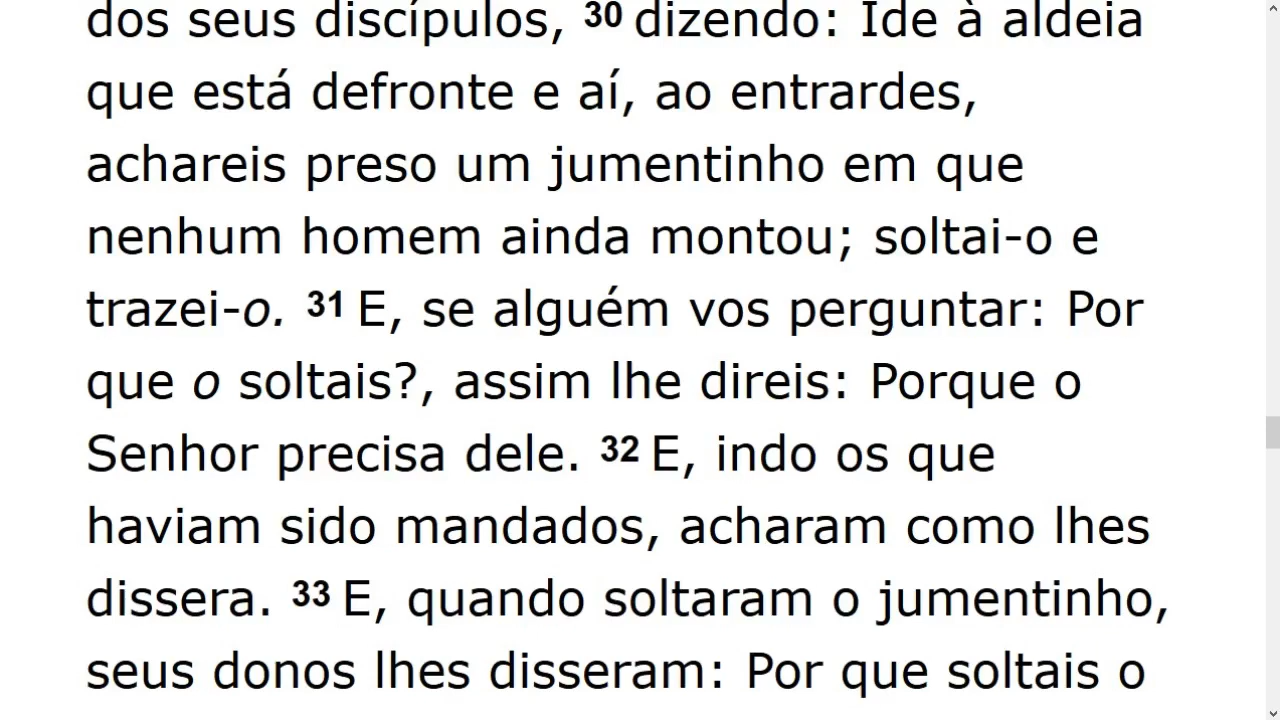 dos seus discípulos, 30 dizendo: Ide à aldeia
que está defronte e aí, ao entrardes,
achareis preso um jumentinho em que
nenhum homem ainda montou; soltai-o e
trazei-o. 31 E, se alguém vos perguntar: Por
que o soltais?, assim lhe direis: Porque o
Senhor precisa dele. 32 E, indo os que
haviam sido mandados, acharam como lhes
dissera. 33 E, quando soltaram o jumentinho,
seus donos lhes disseram: Por que soltais o